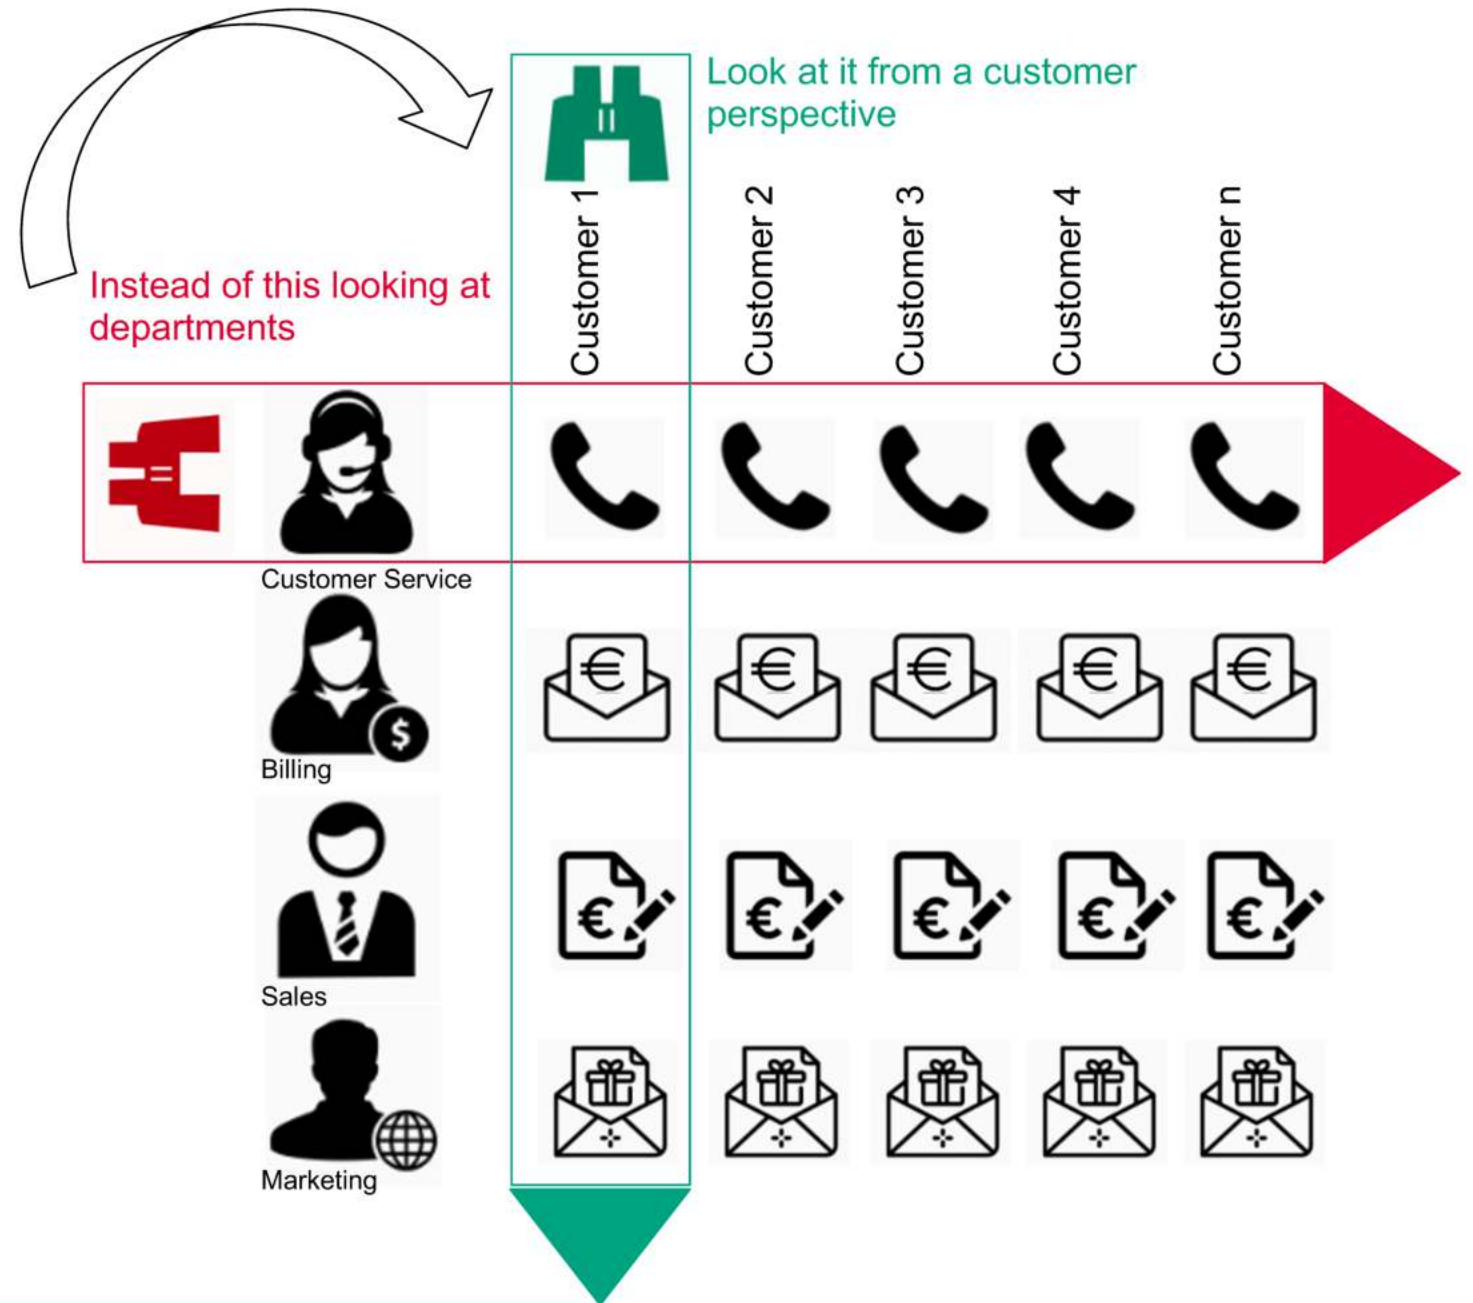 Look at it from a customer
perspective
Instead of this looking at
departments
Customer 1
Customer 2
Customer 3
Customer 4
Customer n
Customer Service
€ € € € €
$
Billing
€ € € € €
Sales
Marketing